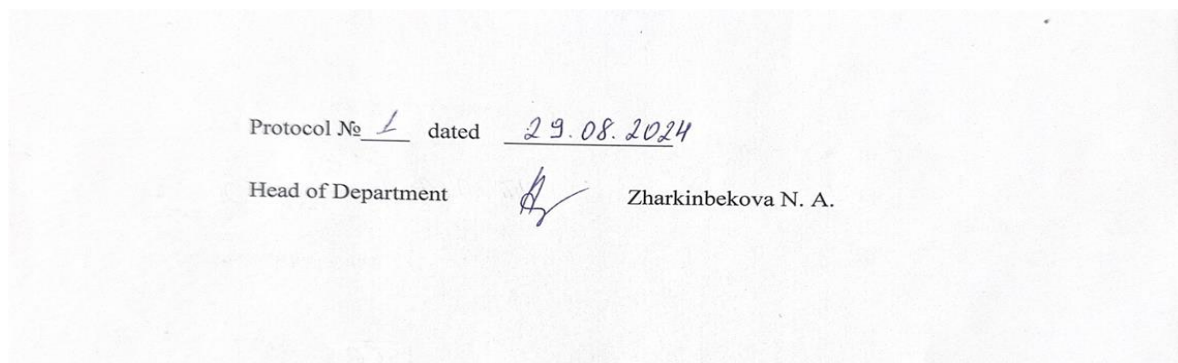 Protocol № 1 dated 29.08.2024
Head of Department Zharkinbekova N. A.